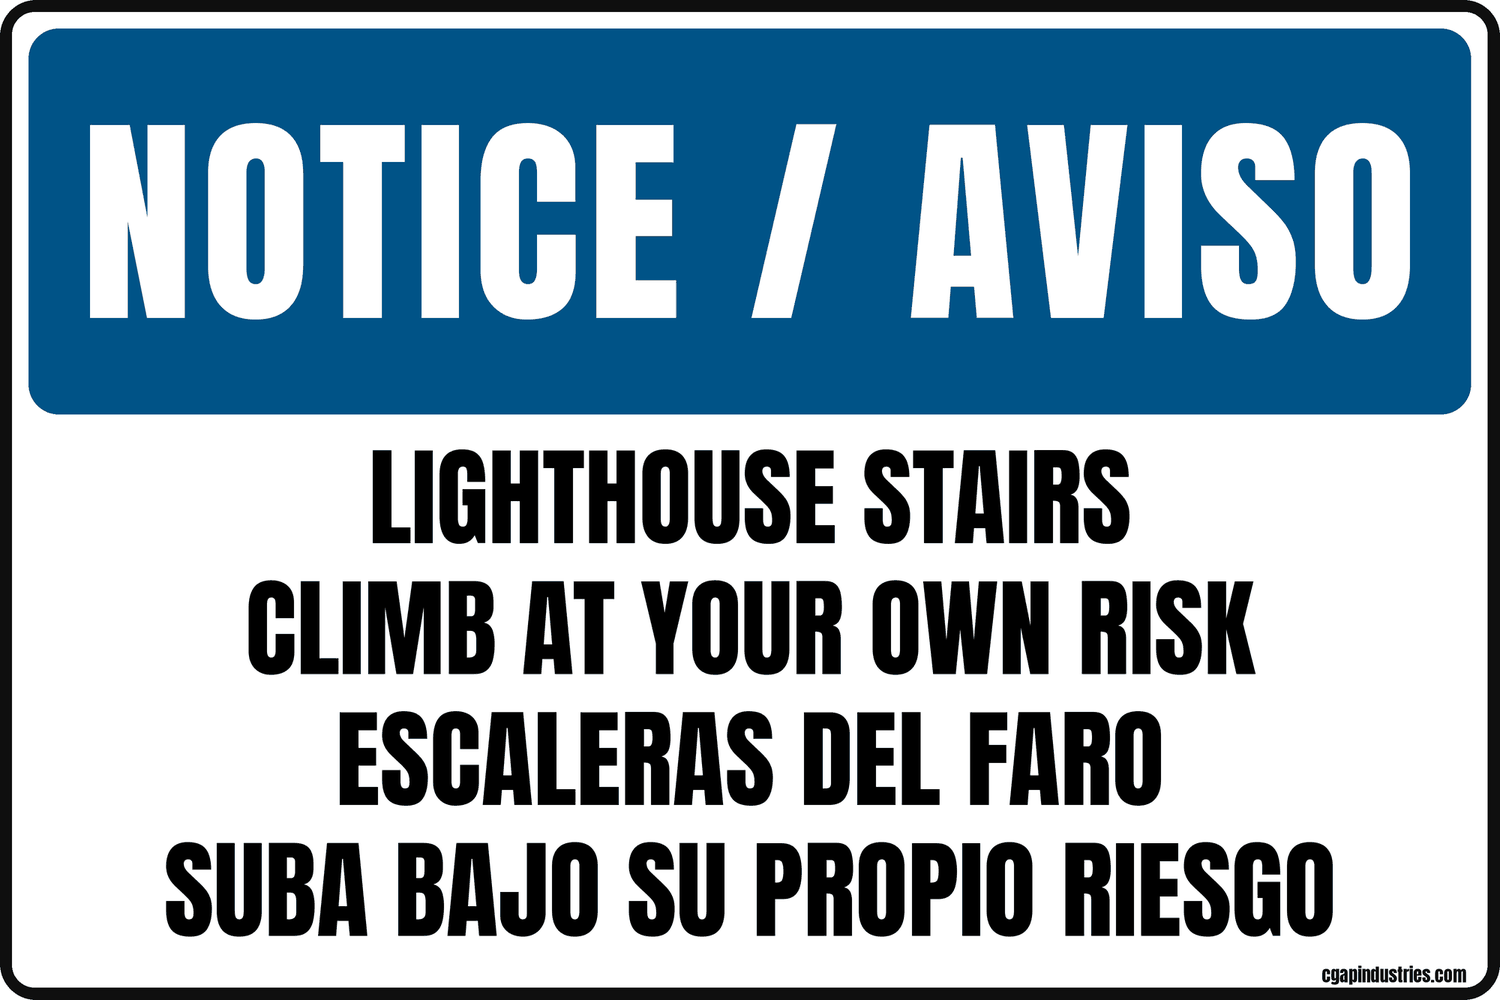 NOTICE / AVISO
LIGHTHOUSE STAIRS
CLIMB AT YOUR OWN RISK
ESCALERAS DEL FARO
SUBA BAJO SU PROPIO RIESGO
cgapindustries.com